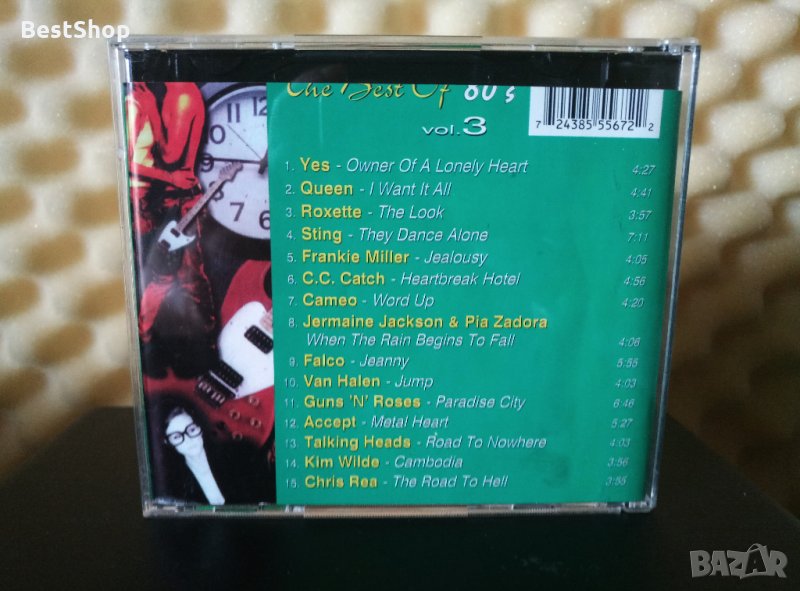 BestShop
The Best Of 80's
vol.3
7 24385 55672 2
1. Yes - Owner Of A Lonely Heart 4:27
2. Queen - I Want It All 4:41
3. Roxette - The Look 3:57
4. Sting - They Dance Alone 7:11
5. Frankie Miller - Jealousy 4:05
6. C.C. Catch - Heartbreak Hotel 4:56
7. Cameo - Word Up 4:20
8. Jermaine Jackson & Pia Zadora
When The Rain Begins To Fall 4:06
9. Falco - Jeanny 5:55
10. Van Halen - Jump 4:03
11. Guns 'N' Roses - Paradise City 6:46
12. Accept - Metal Heart 5:27
13. Talking Heads - Road To Nowhere 4:03
14. Kim Wilde - Cambodia 3:56
15. Chris Rea - The Road To Hell 3:55
12
1
2
3
4
5
BAZAR